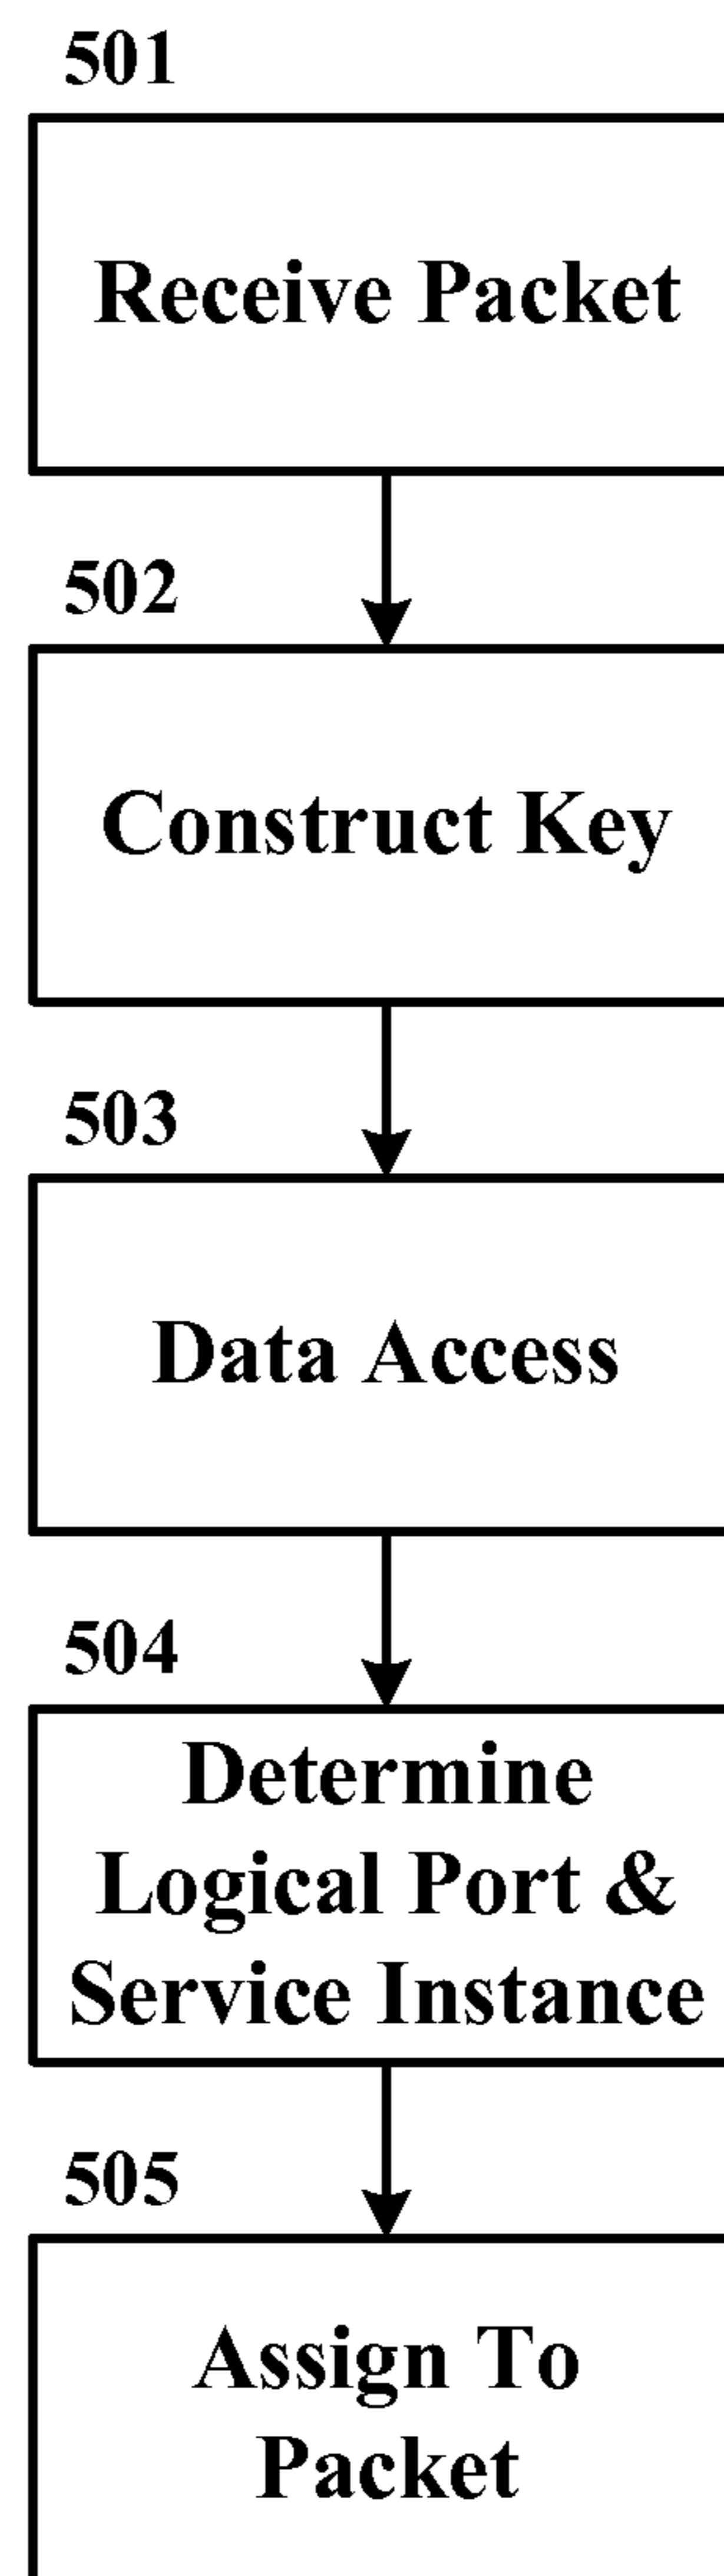 501
Receive Packet
502
Construct Key
503
Data Access
504
Determine
Logical Port &
Service Instance
505
Assign To
Packet